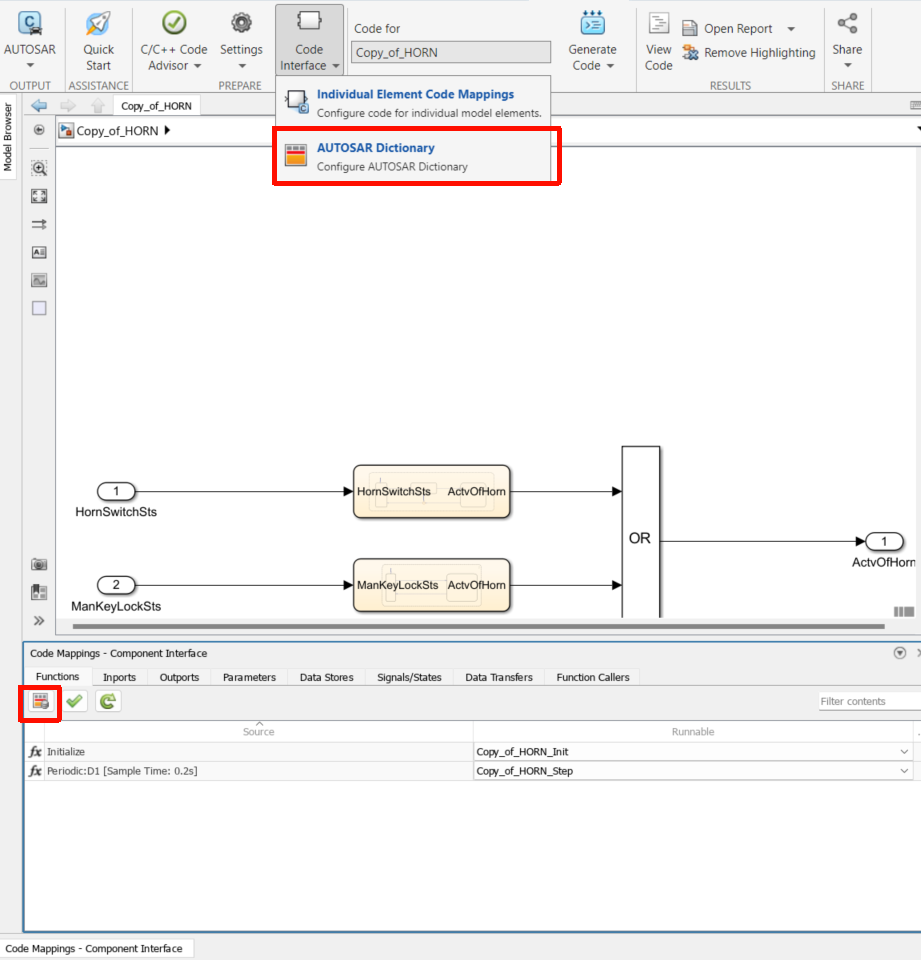 AUTOSAR
Quick Start
C/C++ Code Advisor
Settings
Code Interface
Code for
Copy_of_HORN
Generate Code
View Code
Open Report
Remove Highlighting
Share
OUTPUT
ASSISTANCE
PREPARE
RESULTS
SHARE
Individual Element Code Mappings
Configure code for individual model elements.
AUTOSAR Dictionary
Configure AUTOSAR Dictionary
Model Browser
Copy_of_HORN
Copy_of_HORN
1
HornSwitchSts
HornSwitchSts ActvOfHorn
OR
1
ActvOfHorn
2
ManKeyLockSts
ManKeyLockSts ActvOfHorn
Code Mappings - Component Interface
Functions Inports Outports Parameters Data Stores Signals/States Data Transfers Function Callers
Filter contents
Source Runnable
fx Initialize Copy_of_HORN_Init
fx Periodic:D1 [Sample Time: 0.2s] Copy_of_HORN_Step
Code Mappings - Component Interface